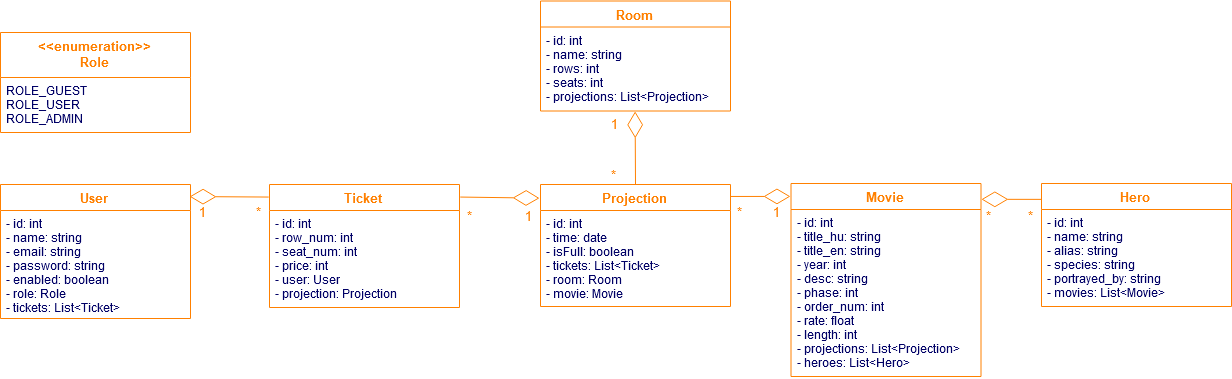 <<enumeration>>
Role
ROLE_GUEST
ROLE_USER
ROLE_ADMIN
Room
- id: int
- name: string
- rows: int
- seats: int
- projections: List<Projection>
1
*
User
- id: int
- name: string
- email: string
- password: string
- enabled: boolean
- role: Role
- tickets: List<Ticket>
1
*
Ticket
- id: int
- row_num: int
- seat_num: int
- price: int
- user: User
- projection: Projection
*
1
Projection
- id: int
- time: date
- isFull: boolean
- tickets: List<Ticket>
- room: Room
- movie: Movie
*
1
Movie
- id: int
- title_hu: string
- title_en: string
- year: int
- desc: string
- phase: int
- order_num: int
- rate: float
- length: int
- projections: List<Projection>
- heroes: List<Hero>
*
*
Hero
- id: int
- name: string
- alias: string
- species: string
- portrayed_by: string
- movies: List<Movie>